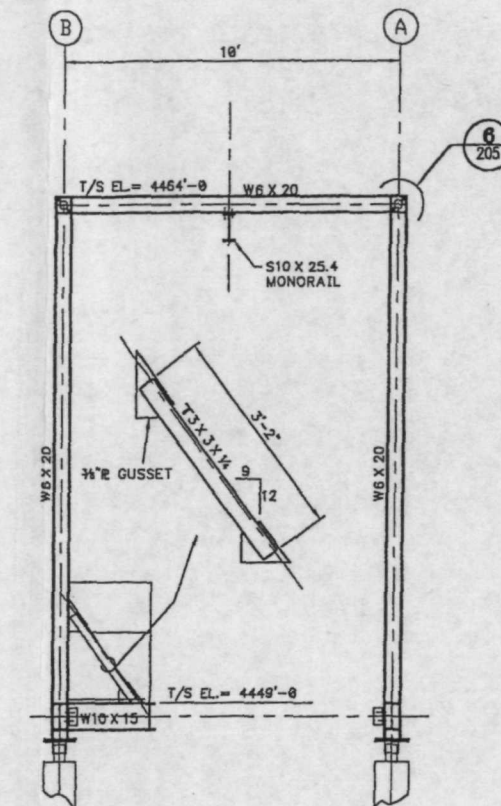 B
A
10'
6
205
T/S EL.= 4464'-0
W6 X 20
S10 X 25.4
MONORAIL
3'-2"
T3 X 3 X ¼
9
12
⅜" PL GUSSET
W6 X 20
W6 X 20
T/S EL.= 4449'-0
W10 X 15